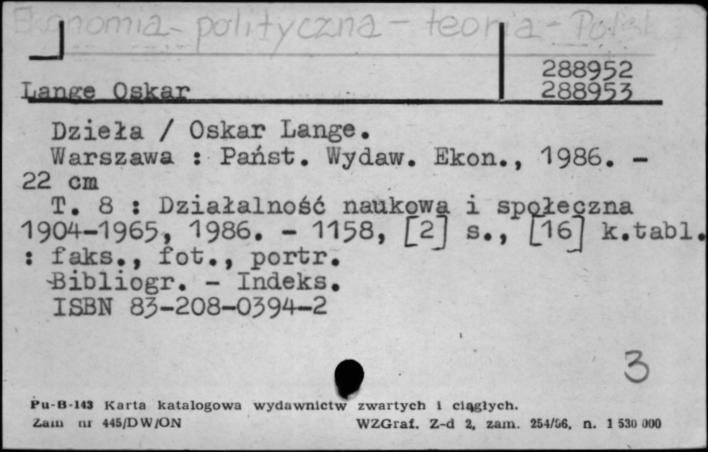 Ekonomia - polityczna - teoria - Polska
288952
Lange Oskar 288953
Dzieła / Oskar Lange.
Warszawa : Państ. Wydaw. Ekon., 1986. -
22 cm
T. 8 : Działalność naukowa i społeczna
1904-1965, 1986. - 1158, [2] s., [16] k.tabl.
: faks., fot., portr.
Bibliogr. - Indeks.
ISBN 83-208-0394-2
3
Pu-B-143 Karta katalogowa wydawnictw zwartych i ciągłych.
Zam nr 445/DW/ON WZGraf. Z-d 2, zam. 254/86, n. 1 530 000